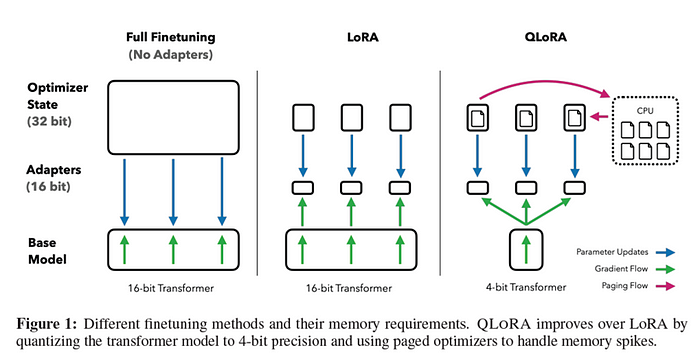 Full Finetuning
(No Adapters)
LoRA
QLoRA
Optimizer
State
(32 bit)
CPU
Adapters
(16 bit)
Base
Model
Parameter Updates
Gradient Flow
Paging Flow
16-bit Transformer
16-bit Transformer
4-bit Transformer
Figure 1: Different finetuning methods and their memory requirements. QLORA improves over LoRA by
quantizing the transformer model to 4-bit precision and using paged optimizers to handle memory spikes.